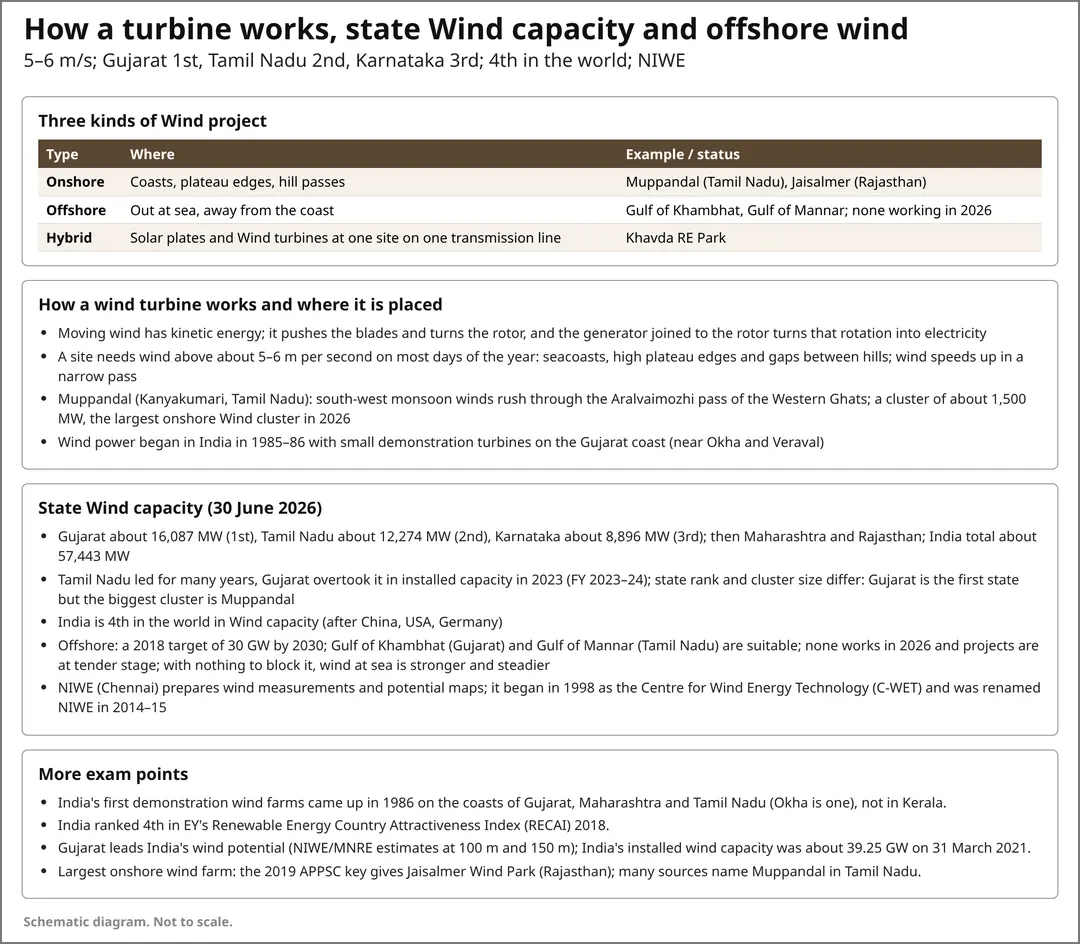 How a turbine works, state Wind capacity and offshore wind
5–6 m/s; Gujarat 1st, Tamil Nadu 2nd, Karnataka 3rd; 4th in the world; NIWE
Three kinds of Wind project
Type Where Example / status
Onshore Coasts, plateau edges, hill passes Muppandal (Tamil Nadu), Jaisalmer (Rajasthan)
Offshore Out at sea, away from the coast Gulf of Khambhat, Gulf of Mannar; none working in 2026
Hybrid Solar plates and Wind turbines at one site on one transmission line Khavda RE Park
How a wind turbine works and where it is placed
• Moving wind has kinetic energy; it pushes the blades and turns the rotor, and the generator joined to the rotor turns that rotation into electricity
• A site needs wind above about 5–6 m per second on most days of the year: seacoasts, high plateau edges and gaps between hills; wind speeds up in a
narrow pass
• Muppandal (Kanyakumari, Tamil Nadu): south-west monsoon winds rush through the Aralvaimozhi pass of the Western Ghats; a cluster of about 1,500
MW, the largest onshore Wind cluster in 2026
• Wind power began in India in 1985–86 with small demonstration turbines on the Gujarat coast (near Okha and Veraval)
State Wind capacity (30 June 2026)
• Gujarat about 16,087 MW (1st), Tamil Nadu about 12,274 MW (2nd), Karnataka about 8,896 MW (3rd); then Maharashtra and Rajasthan; India total about
57,443 MW
• Tamil Nadu led for many years, Gujarat overtook it in installed capacity in 2023 (FY 2023–24); state rank and cluster size differ: Gujarat is the first state
but the biggest cluster is Muppandal
• India is 4th in the world in Wind capacity (after China, USA, Germany)
• Offshore: a 2018 target of 30 GW by 2030; Gulf of Khambhat (Gujarat) and Gulf of Mannar (Tamil Nadu) are suitable; none works in 2026 and projects are
at tender stage; with nothing to block it, wind at sea is stronger and steadier
• NIWE (Chennai) prepares wind measurements and potential maps; it began in 1998 as the Centre for Wind Energy Technology (C-WET) and was renamed
NIWE in 2014–15
More exam points
• India's first demonstration wind farms came up in 1986 on the coasts of Gujarat, Maharashtra and Tamil Nadu (Okha is one), not in Kerala.
• India ranked 4th in EY's Renewable Energy Country Attractiveness Index (RECAI) 2018.
• Gujarat leads India's wind potential (NIWE/MNRE estimates at 100 m and 150 m); India's installed wind capacity was about 39.25 GW on 31 March 2021.
• Largest onshore wind farm: the 2019 APPSC key gives Jaisalmer Wind Park (Rajasthan); many sources name Muppandal in Tamil Nadu.
Schematic diagram. Not to scale.